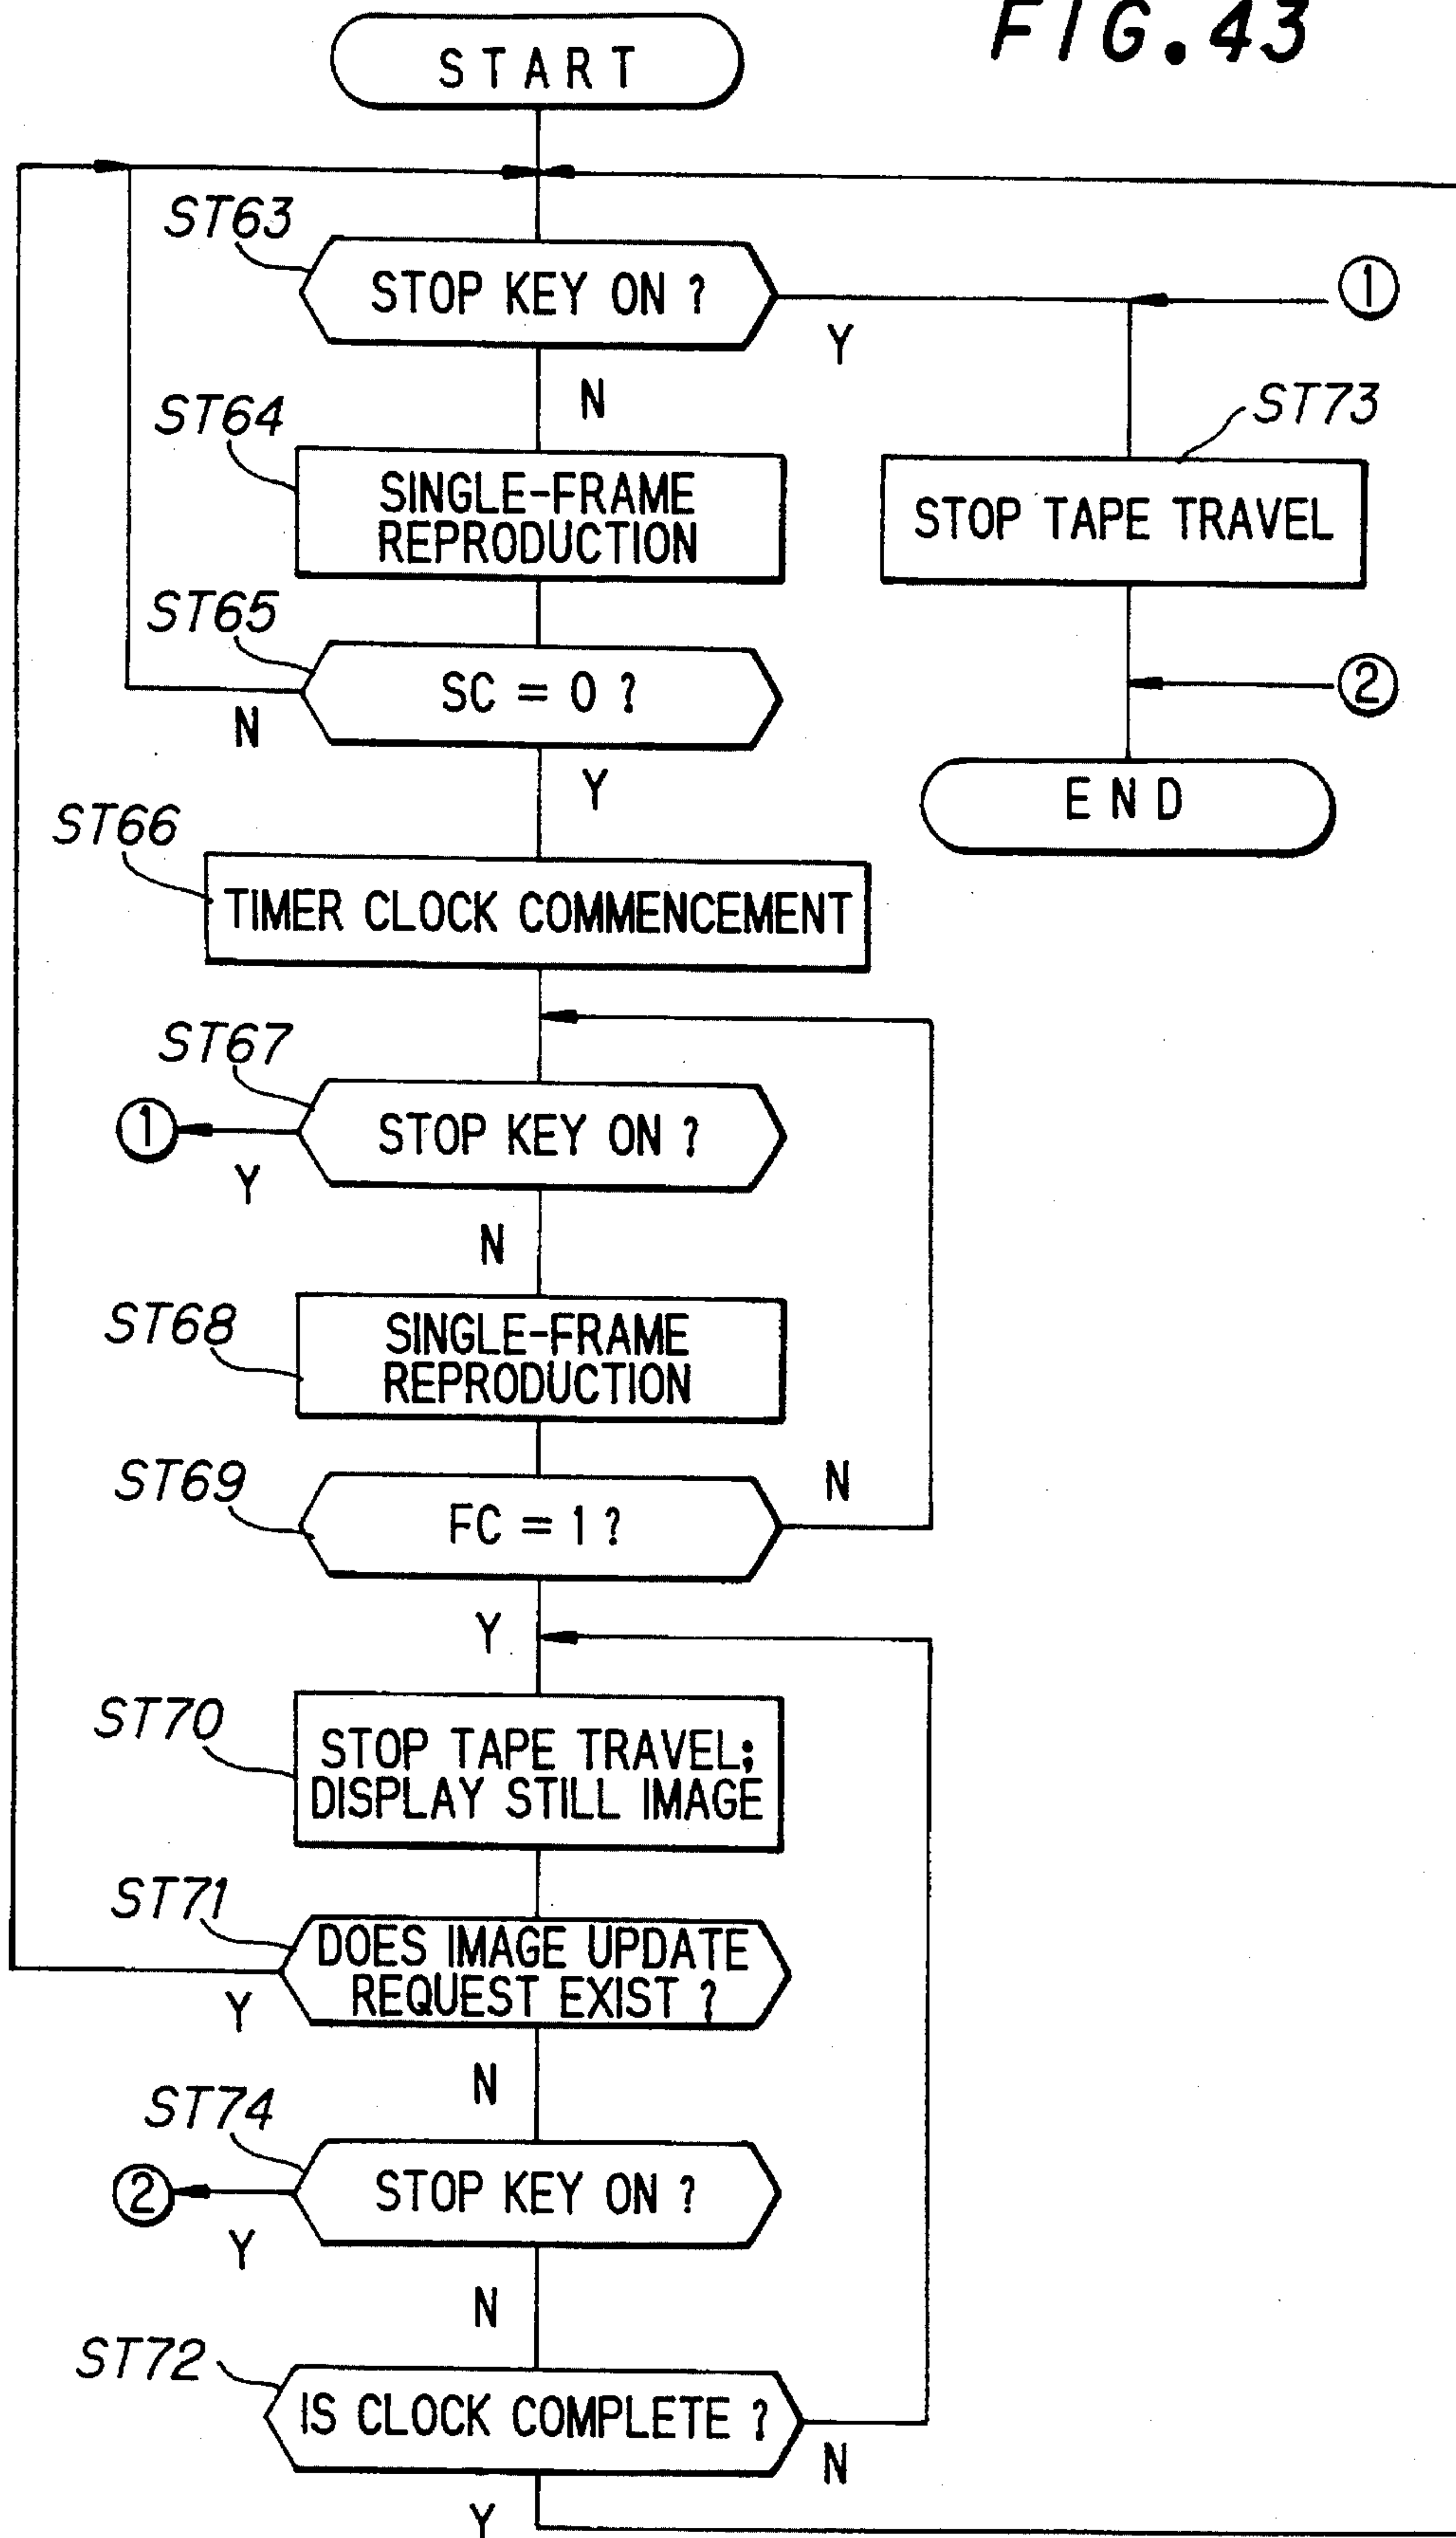 FIG.43
START
ST63
STOP KEY ON ?
Y
1
N
ST64
SINGLE-FRAME
REPRODUCTION
ST73
STOP TAPE TRAVEL
ST65
SC = 0 ?
N
2
Y
END
ST66
TIMER CLOCK COMMENCEMENT
ST67
STOP KEY ON ?
1
Y
N
ST68
SINGLE-FRAME
REPRODUCTION
ST69
FC = 1 ?
N
Y
ST70
STOP TAPE TRAVEL;
DISPLAY STILL IMAGE
ST71
DOES IMAGE UPDATE
REQUEST EXIST ?
Y
N
ST74
STOP KEY ON ?
2
Y
N
ST72
IS CLOCK COMPLETE ?
N
Y